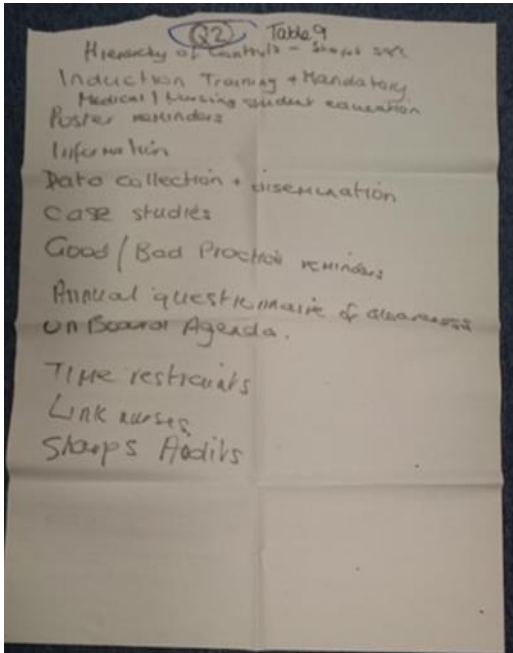 Q2 Table 9
Hierarchy of Controls - Sharps safe
Induction Training + Mandatory
Medical / Nursing student education
Poster reminders
Information
Data collection + disemination
Case studies
Good / Bad Practice reminders
Annual questionnaire of awareness
on Board Agenda.
Time restraints
Link nurses
Sharps Audits